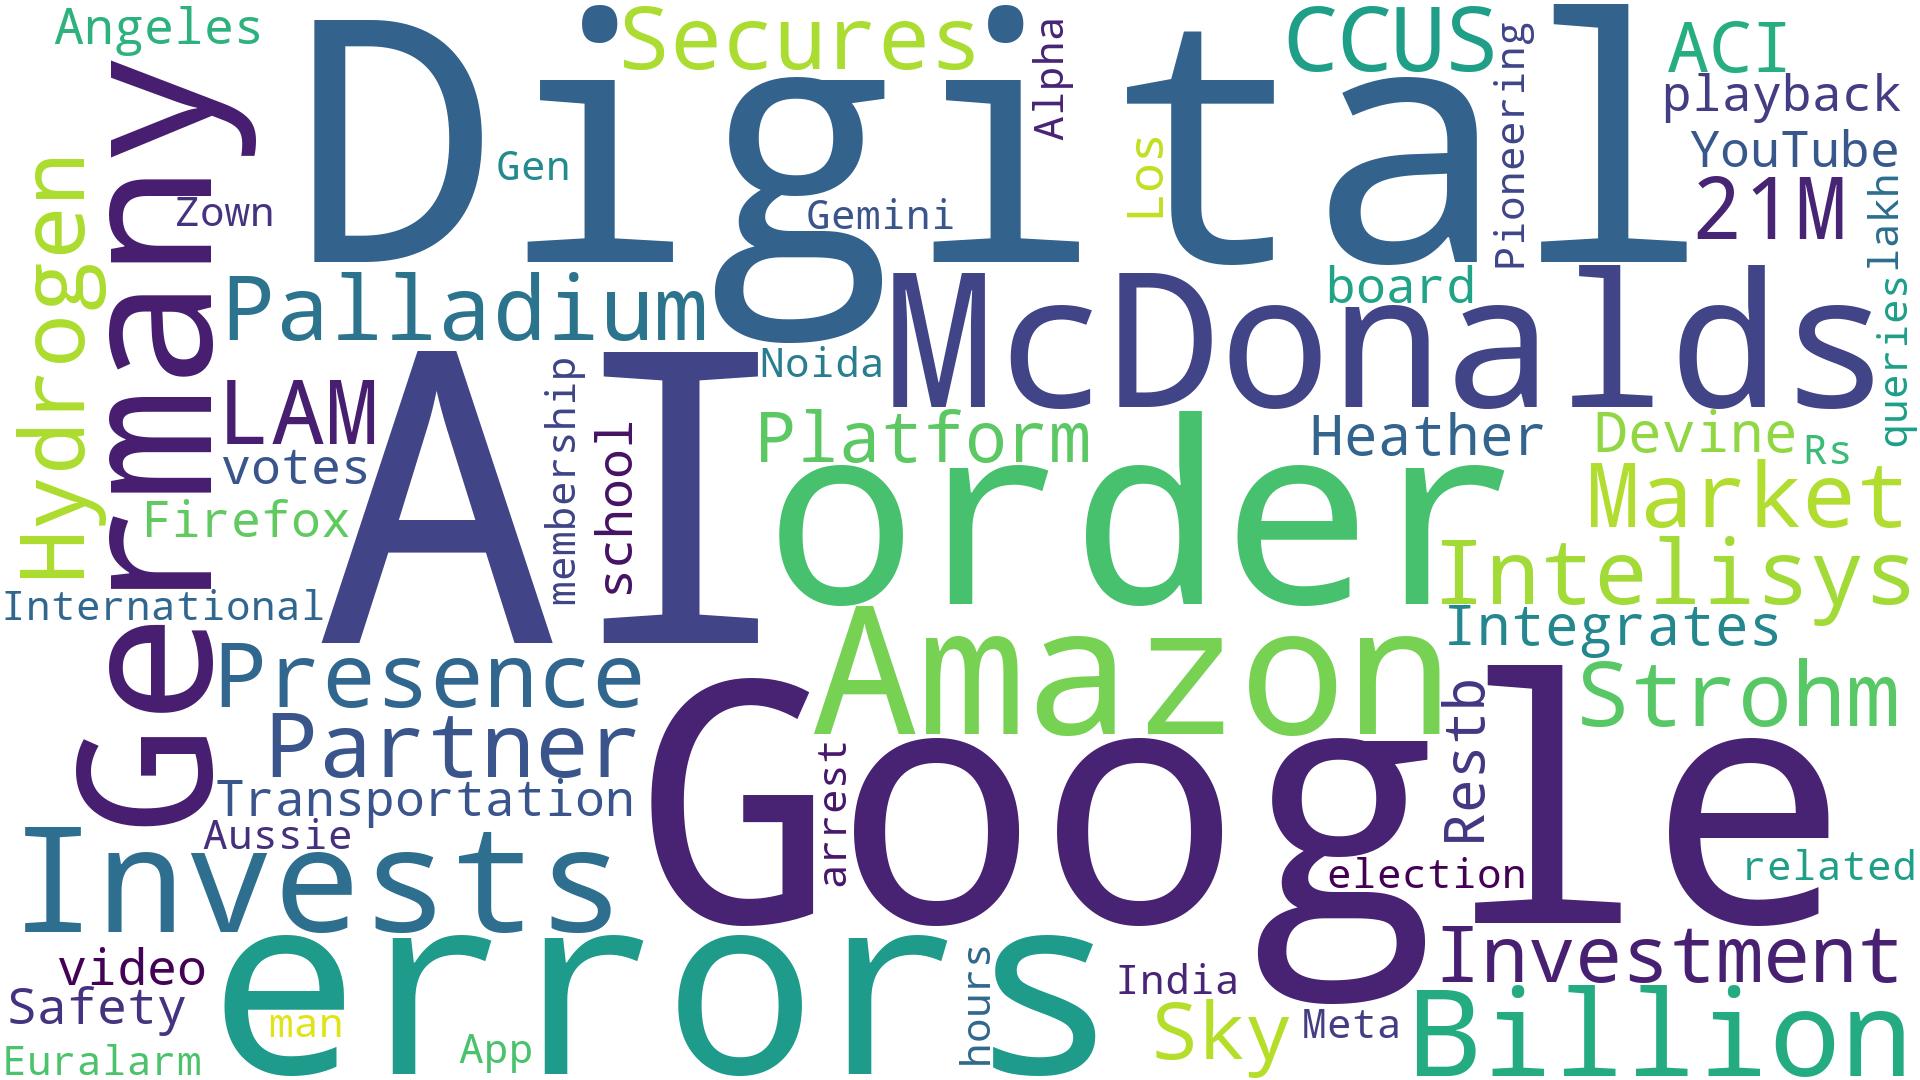 Angeles
Digital
Secures
Alpha
CCUS
Pioneering
ACI
playback
YouTube
21M
lakh
Gen
Zown
Gemini
Los
Germany
Hydrogen
Palladium
McDonalds
board
queries
Noida
LAM
AI
membership
school
votes
Firefox
Platform
order
Heather
Devine
Rs
Market
Intelisys
International
Integrates
Amazon
Presence
Partner
Transportation
Strohm
Restb
Google
arrest
Aussie
Invests
election
related
errors
video
Safety
man
Euralarm
App
hours
India
Sky
Meta
Investment
Billion